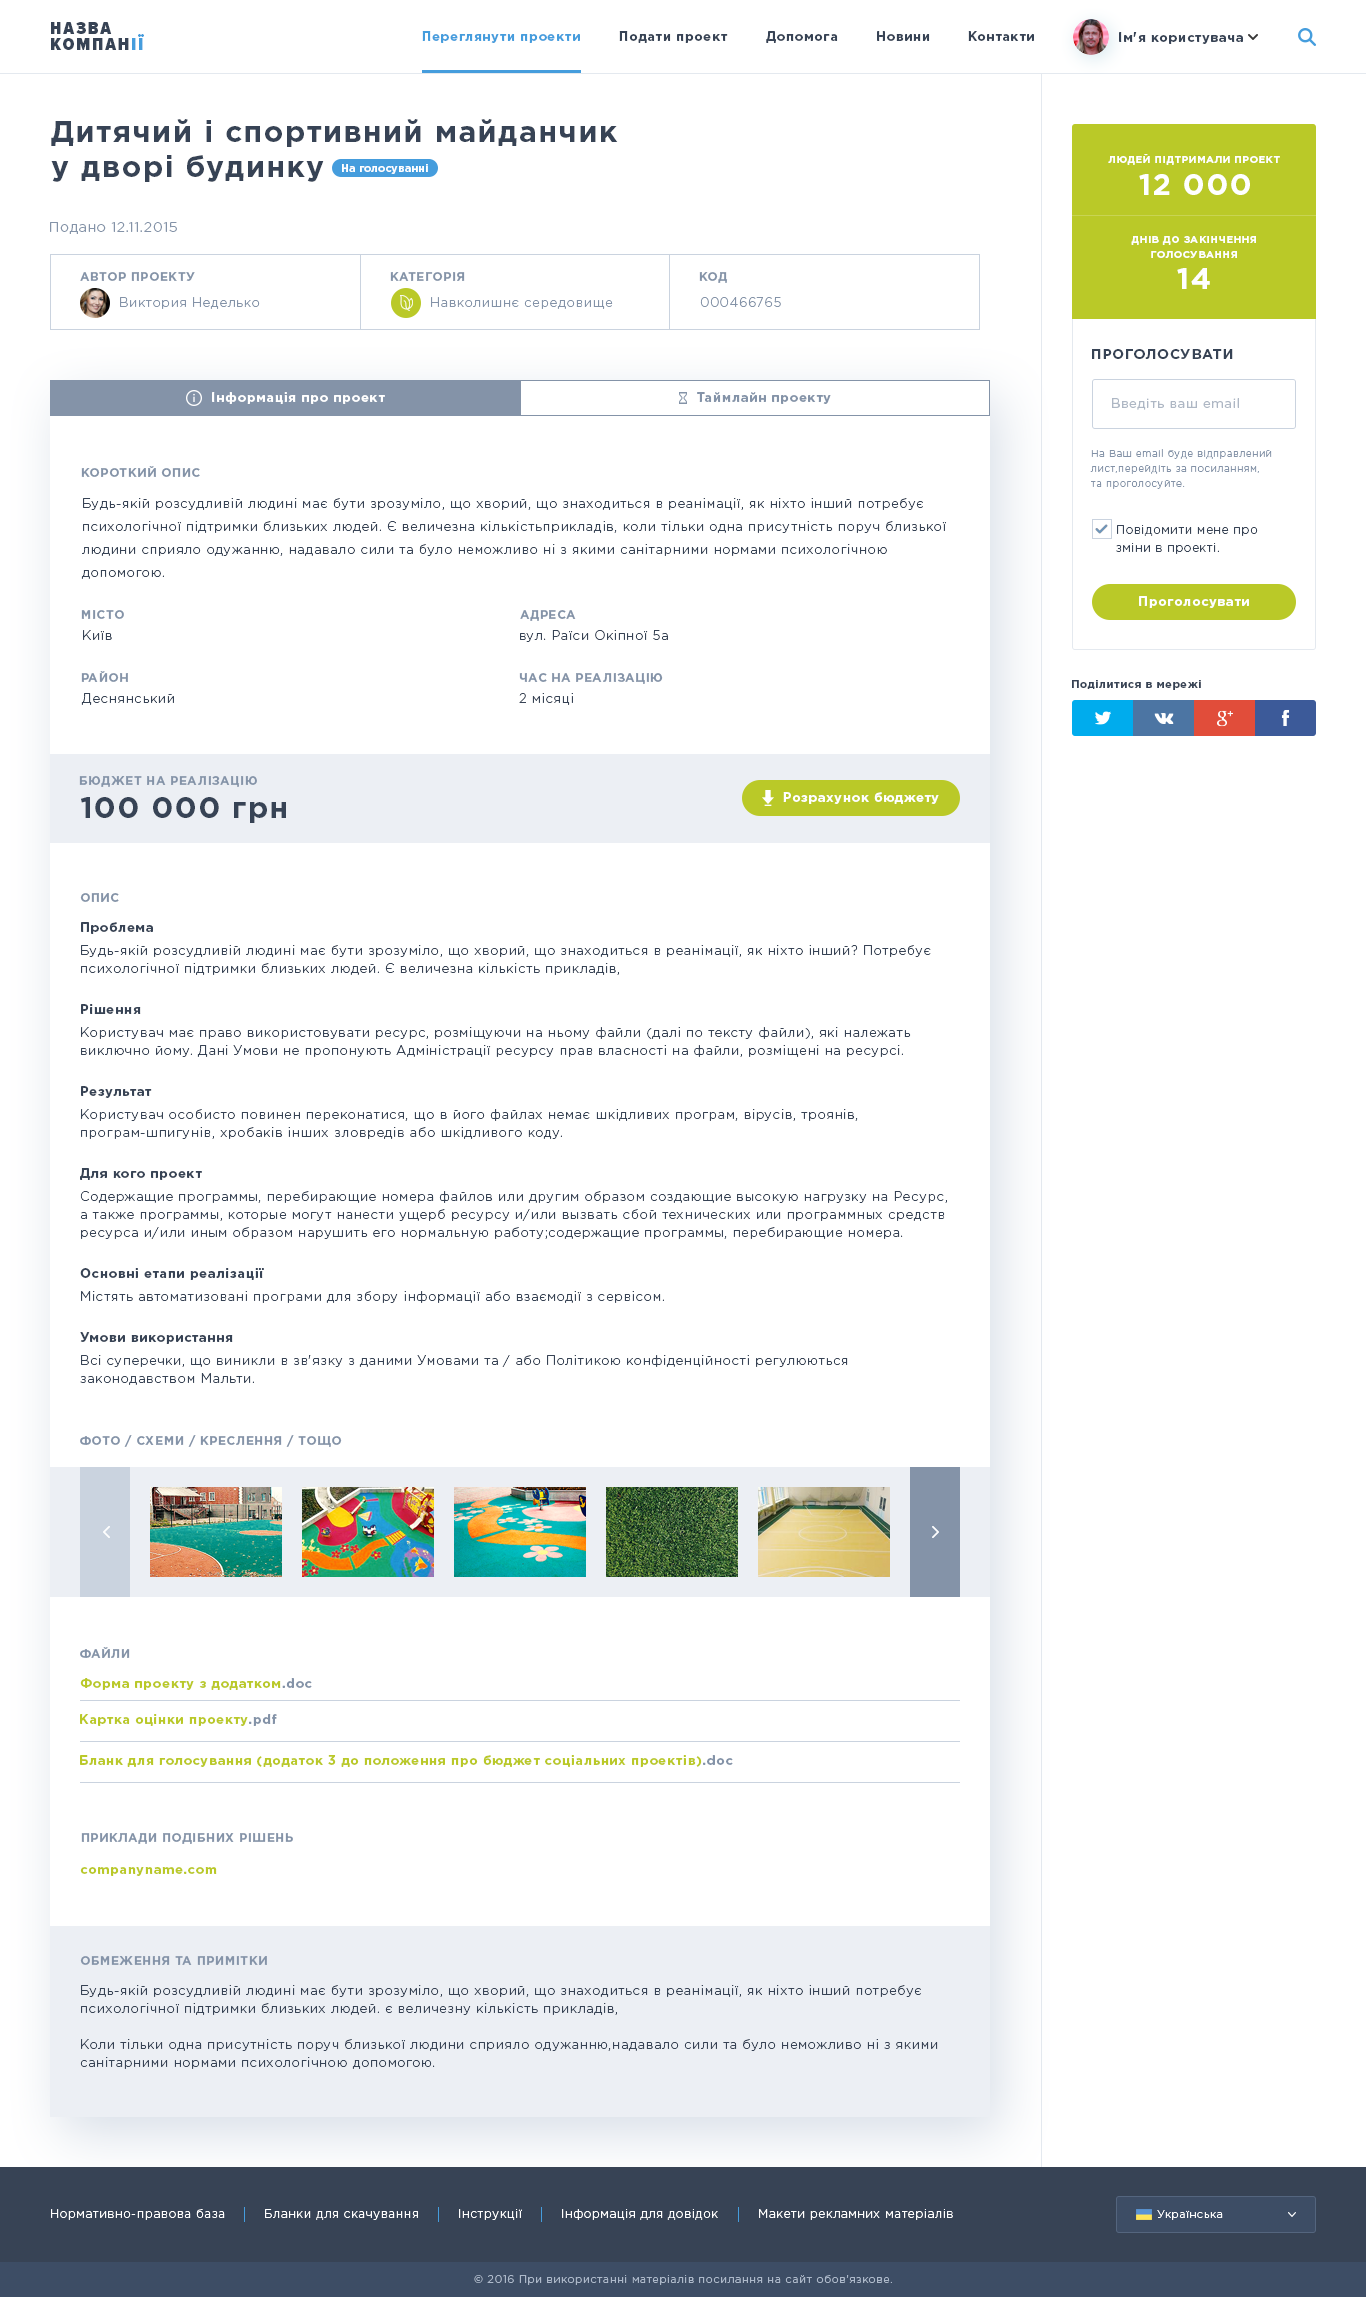 НАЗВА
КОМПАНІЇ
Переглянути проекти
Подати проект
Допомога
Новини
Контакти
Ім'я користувача
Дитячий і спортивний майданчик
у дворі будинку
На голосуванні
Подано 12.11.2015
АВТОР ПРОЕКТУ
Виктория Неделько
КАТЕГОРІЯ
Навколишнє середовище
КОД
000466765
Інформація про проект
Таймлайн проекту
КОРОТКИЙ ОПИС
Будь-якій розсудливій людині має бути зрозуміло, що хворий, що знаходиться в реанімації, як ніхто інший потребує
психологічної підтримки близьких людей. Є величезна кількістьприкладів, коли тільки одна присутність поруч близької
людини сприяло одужанню, надавало сили та було неможливо ні з якими санітарними нормами психологічною
допомогою.
МІСТО
Київ
АДРЕСА
вул. Раїси Окіпної 5а
РАЙОН
Деснянський
ЧАС НА РЕАЛІЗАЦІЮ
2 місяці
БЮДЖЕТ НА РЕАЛІЗАЦІЮ
100 000 грн
Розрахунок бюджету
ОПИС
Проблема
Будь-якій розсудливій людині має бути зрозуміло, що хворий, що знаходиться в реанімації, як ніхто інший? Потребує
психологічної підтримки близьких людей. Є величезна кількість прикладів,
Рішення
Користувач має право використовувати ресурс, розміщуючи на ньому файли (далі по тексту файли), які належать
виключно йому. Дані Умови не пропонують Адміністрації ресурсу прав власності на файли, розміщені на ресурсі.
Результат
Користувач особисто повинен переконатися, що в його файлах немає шкідливих програм, вірусів, троянів,
програм-шпигунів, хробаків інших зловредів або шкідливого коду.
Для кого проект
Содержащие программы, перебирающие номера файлов или другим образом создающие высокую нагрузку на Ресурс,
а также программы, которые могут нанести ущерб ресурсу и/или вызвать сбой технических или программных средств
ресурса и/или иным образом нарушить его нормальную работу;содержащие программы, перебирающие номера.
Основні етапи реалізації
Містять автоматизовані програми для збору інформації або взаємодії з сервісом.
Умови використання
Всі суперечки, що виникли в зв'язку з даними Умовами та / або Політикою конфіденційності регулюються
законодавством Мальти.
ФОТО / СХЕМИ / КРЕСЛЕННЯ / ТОЩО
ФАЙЛИ
Форма проекту з додатком.doc
Картка оцінки проекту.pdf
Бланк для голосування (додаток 3 до положення про бюджет соціальних проектів).doc
ПРИКЛАДИ ПОДІБНИХ РІШЕНЬ
companyname.com
ОБМЕЖЕННЯ ТА ПРИМІТКИ
Будь-якій розсудливій людині має бути зрозуміло, що хворий, що знаходиться в реанімації, як ніхто інший потребує
психологічної підтримки близьких людей. є величезну кількість прикладів,
Коли тільки одна присутність поруч близької людини сприяло одужанню,надавало сили та було неможливо ні з якими
санітарними нормами психологічною допомогою.
ЛЮДЕЙ ПІДТРИМАЛИ ПРОЕКТ
12 000
ДНІВ ДО ЗАКІНЧЕННЯ
ГОЛОСУВАННЯ
14
ПРОГОЛОСУВАТИ
Введіть ваш email
На Ваш email буде відправлений
лист,перейдіть за посиланням,
та проголосуйте.
Повідомити мене про
зміни в проекті.
Проголосувати
Поділитися в мережі
Нормативно-правова база
Бланки для скачування
Інструкції
Інформація для довідок
Макети рекламних матеріалів
Українська
© 2016 При використанні матеріалів посилання на сайт обов'язкове.